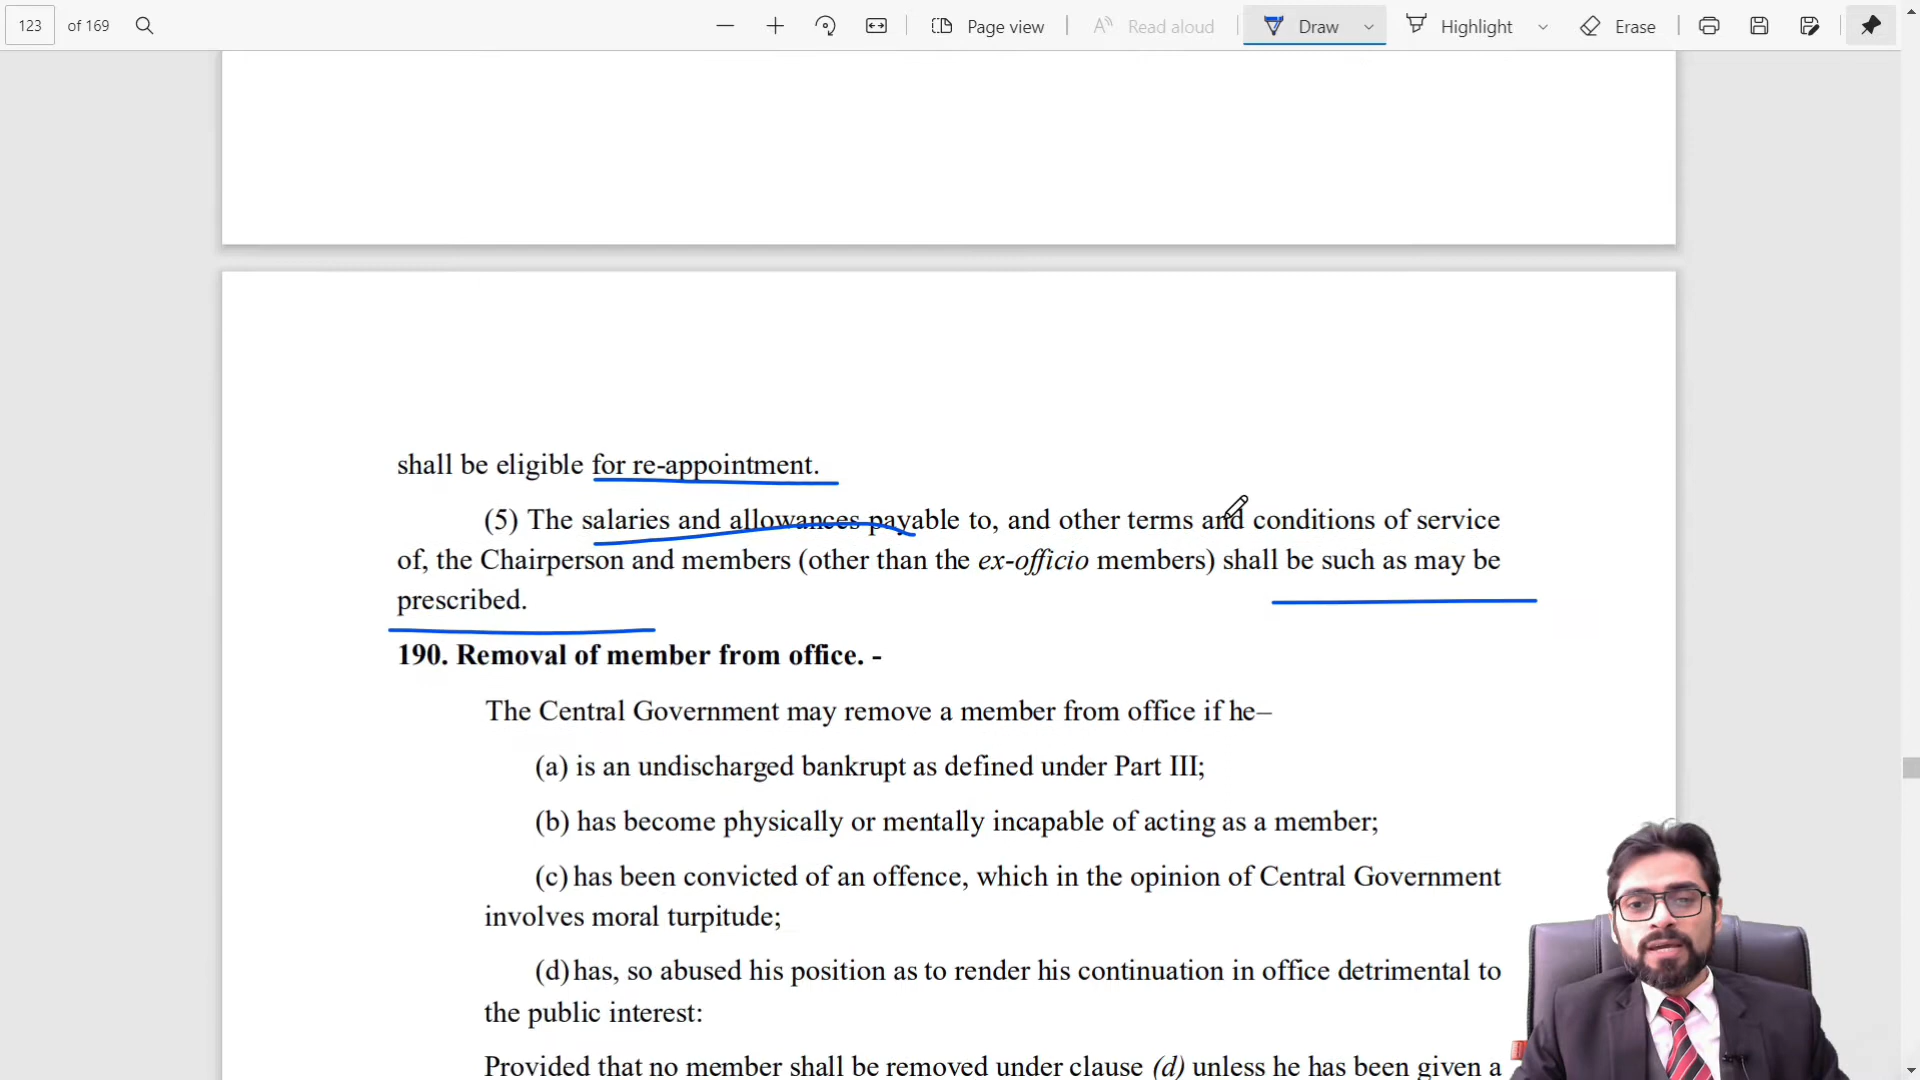 123 of 169 Page view Read aloud Draw Highlight Erase
shall be eligible for re-appointment.
(5) The salaries and allowances payable to, and other terms and conditions of service
of, the Chairperson and members (other than the ex-officio members) shall be such as may be
prescribed.
190. Removal of member from office. -
The Central Government may remove a member from office if he–
(a) is an undischarged bankrupt as defined under Part III;
(b) has become physically or mentally incapable of acting as a member;
(c) has been convicted of an offence, which in the opinion of Central Government
involves moral turpitude;
(d) has, so abused his position as to render his continuation in office detrimental to
the public interest:
Provided that no member shall be removed under clause (d) unless he has been given a